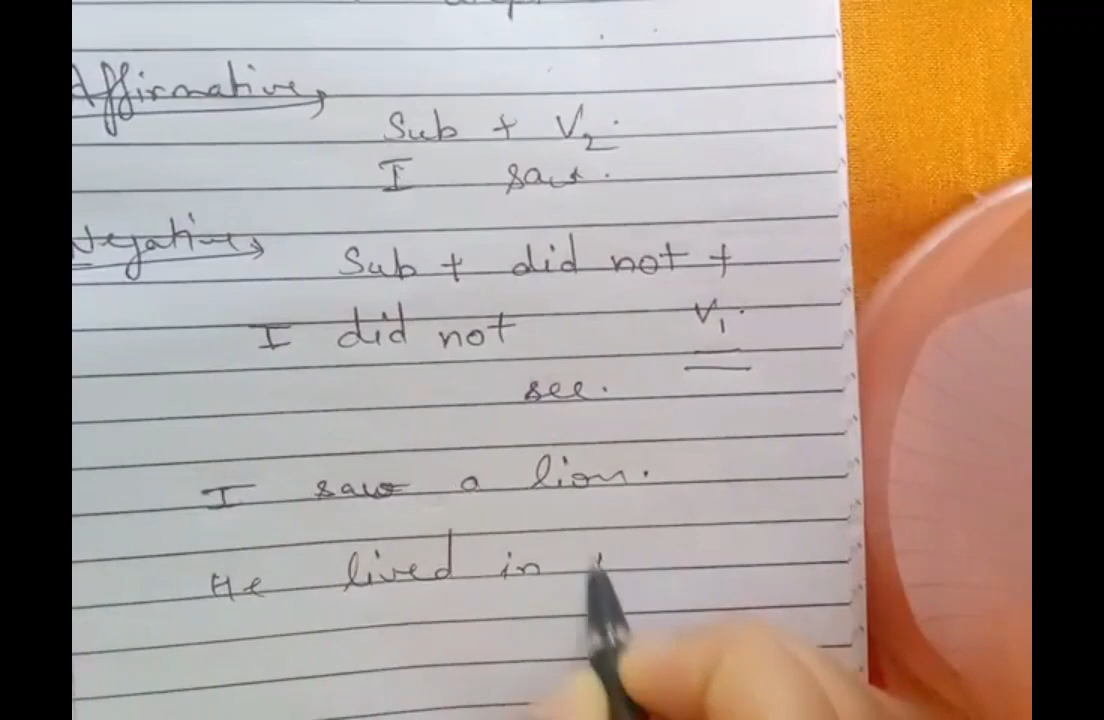 Affirmative →
Sub + V₂.
I saw.
Negative → Sub + did not +
I did not V₁.
see.
I saw a lion.
He lived in